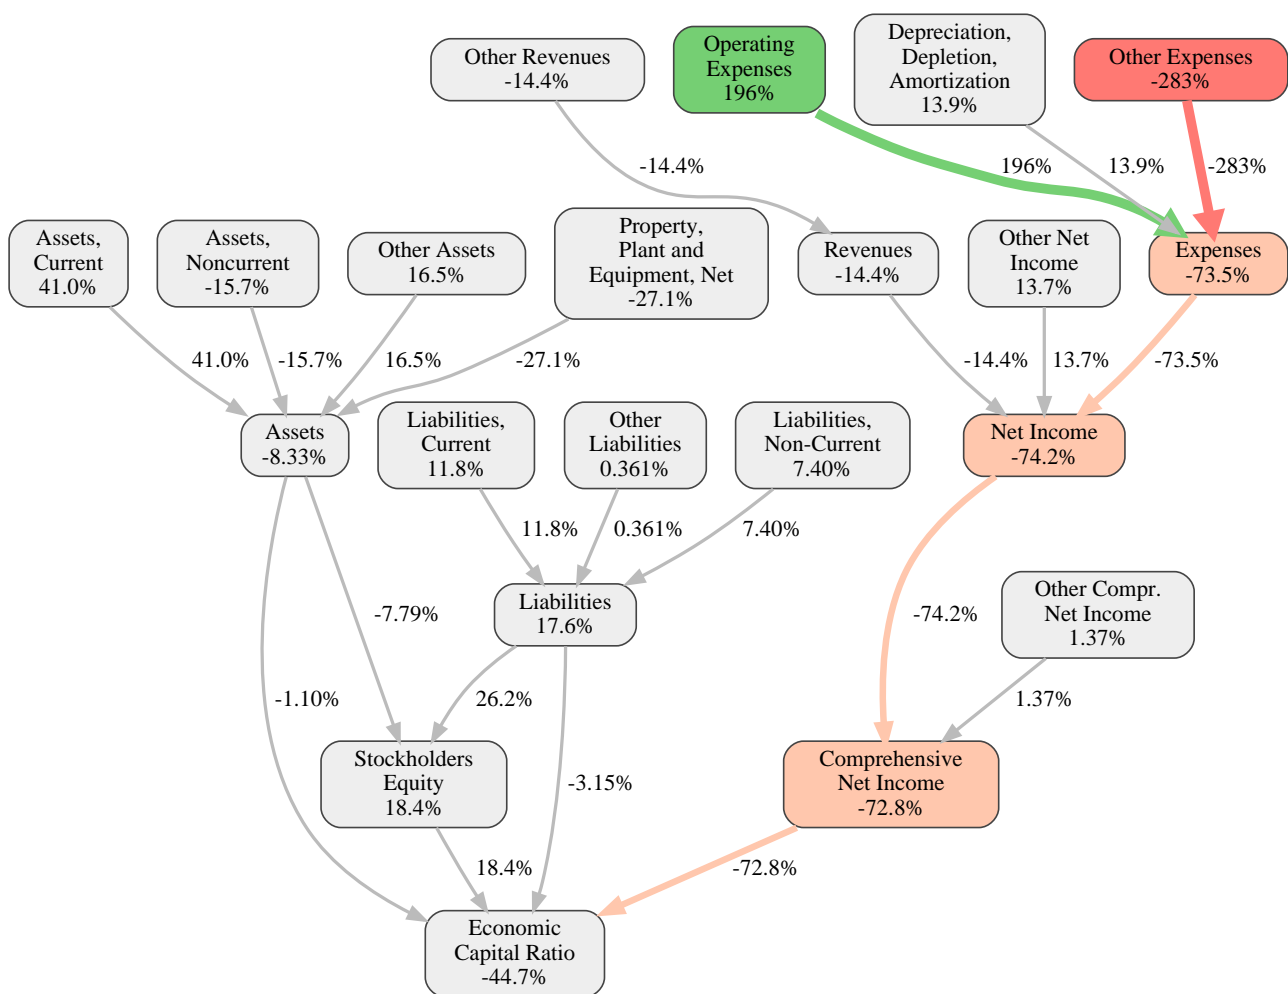 Other Revenues
-14.4%
Operating
Expenses
196%
Depreciation,
Depletion,
Amortization
13.9%
Other Expenses
-283%
-14.4%
196%
13.9%
-283%
Assets,
Current
41.0%
Assets,
Noncurrent
-15.7%
Other Assets
16.5%
Property,
Plant and
Equipment, Net
-27.1%
Revenues
-14.4%
Other Net
Income
13.7%
Expenses
-73.5%
41.0%
-15.7%
16.5%
-27.1%
-14.4%
13.7%
-73.5%
Assets
-8.33%
Liabilities,
Current
11.8%
Other
Liabilities
0.361%
Liabilities,
Non-Current
7.40%
Net Income
-74.2%
11.8%
0.361%
7.40%
Liabilities
17.6%
-7.79%
-74.2%
Other Compr.
Net Income
1.37%
-1.10%
26.2%
1.37%
Stockholders
Equity
18.4%
-3.15%
Comprehensive
Net Income
-72.8%
18.4%
-72.8%
Economic
Capital Ratio
-44.7%